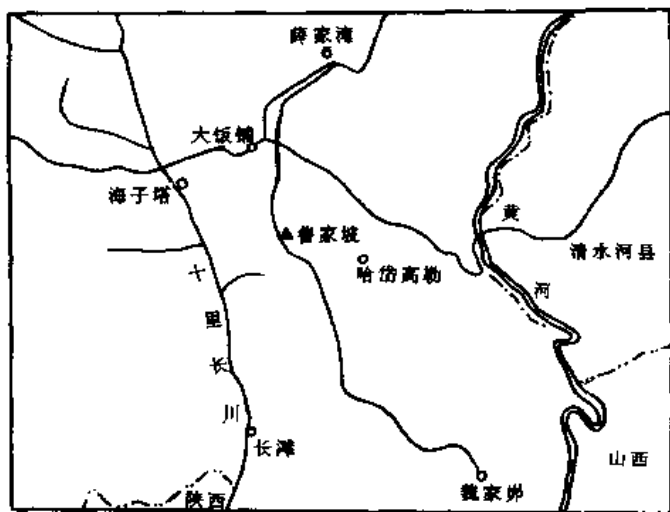 薛家湾
大饭铺
海子塔
黄
鲁家坡
清水河县
哈岱高勒
河
十
里
长
川
长滩
山西
魏家峁
陕西